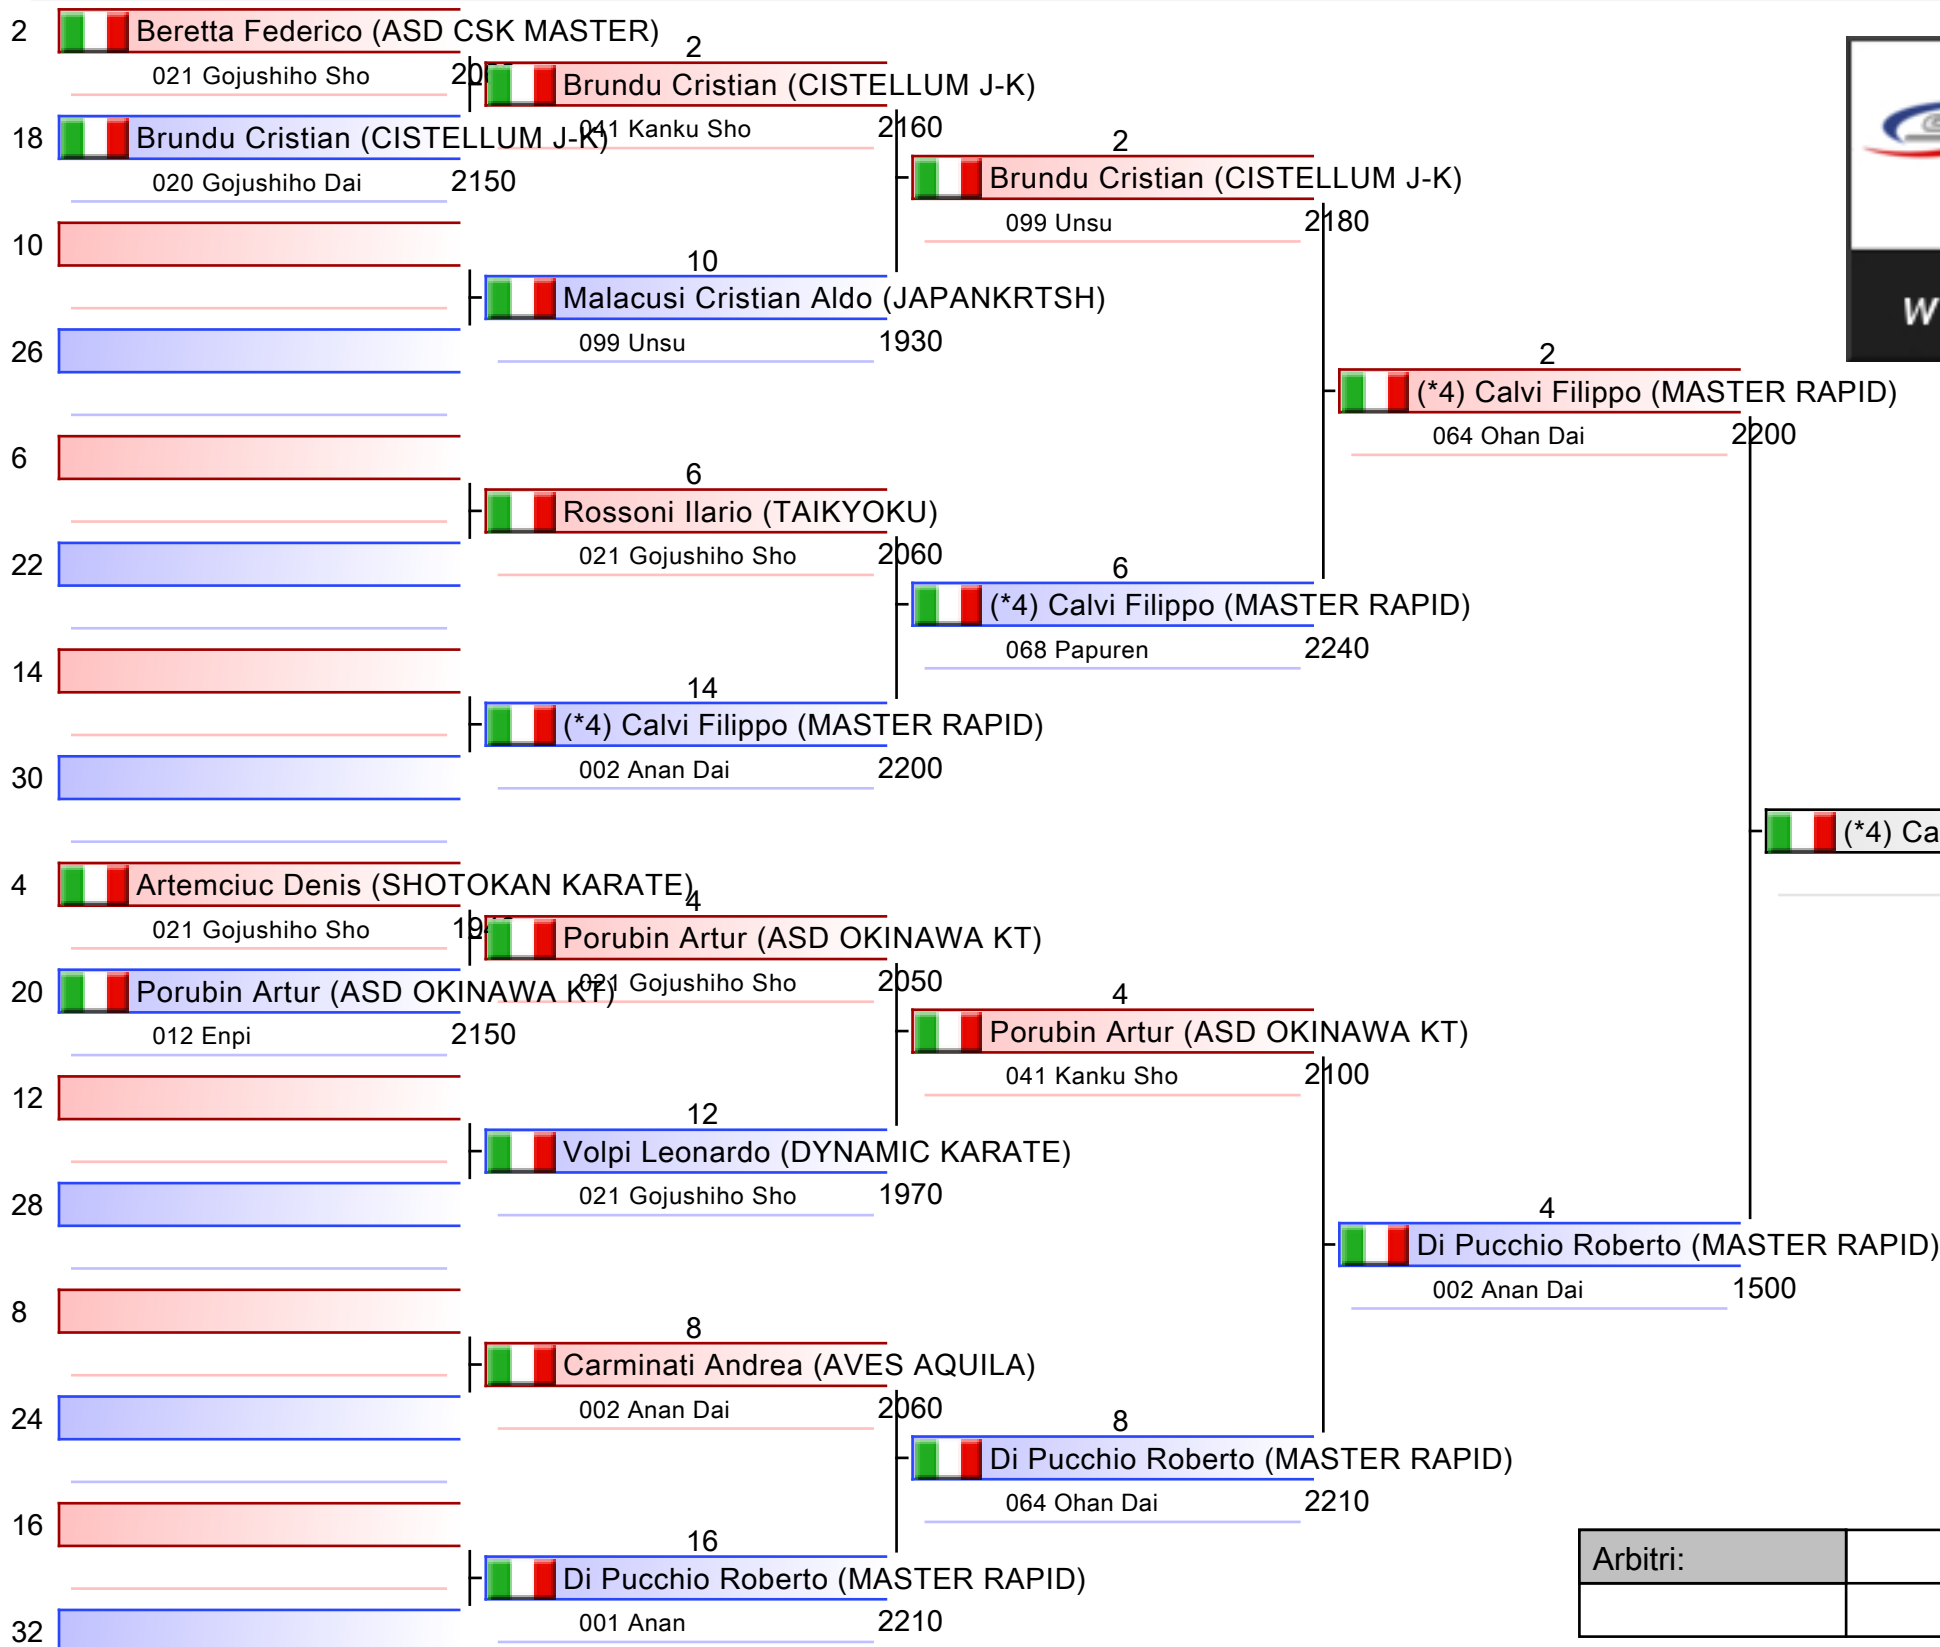 2
Beretta Federico (ASD CSK MASTER)
021 Gojushiho Sho
18
Brundu Cristian (CISTELLUM J-K)
020 Gojushiho Dai 2150
10
26
6
22
14
30
4
Artemciuc Denis (SHOTOKAN KARATE)
021 Gojushiho Sho
20
Porubin Artur (ASD OKINAWA KT)
012 Enpi 2150
12
28
8
24
16
32
2
Brundu Cristian (CISTELLUM J-K)
041 Kanku Sho 2160
10
Malacusi Cristian Aldo (JAPANKRTSH)
099 Unsu 1930
6
Rossoni Ilario (TAIKYOKU)
021 Gojushiho Sho 2060
14
(*4) Calvi Filippo (MASTER RAPID)
002 Anan Dai 2200
4
Porubin Artur (ASD OKINAWA KT)
021 Gojushiho Sho 2050
12
Volpi Leonardo (DYNAMIC KARATE)
021 Gojushiho Sho 1970
8
Carminati Andrea (AVES AQUILA)
002 Anan Dai 2060
16
Di Pucchio Roberto (MASTER RAPID)
001 Anan 2210
2
Brundu Cristian (CISTELLUM J-K)
099 Unsu 2180
6
(*4) Calvi Filippo (MASTER RAPID)
068 Papuren 2240
4
Porubin Artur (ASD OKINAWA KT)
041 Kanku Sho 2100
8
Di Pucchio Roberto (MASTER RAPID)
064 Ohan Dai 2210
2
(*4) Calvi Filippo (MASTER RAPID)
064 Ohan Dai 2200
4
Di Pucchio Roberto (MASTER RAPID)
002 Anan Dai 1500
(*4) Ca
W
Arbitri: